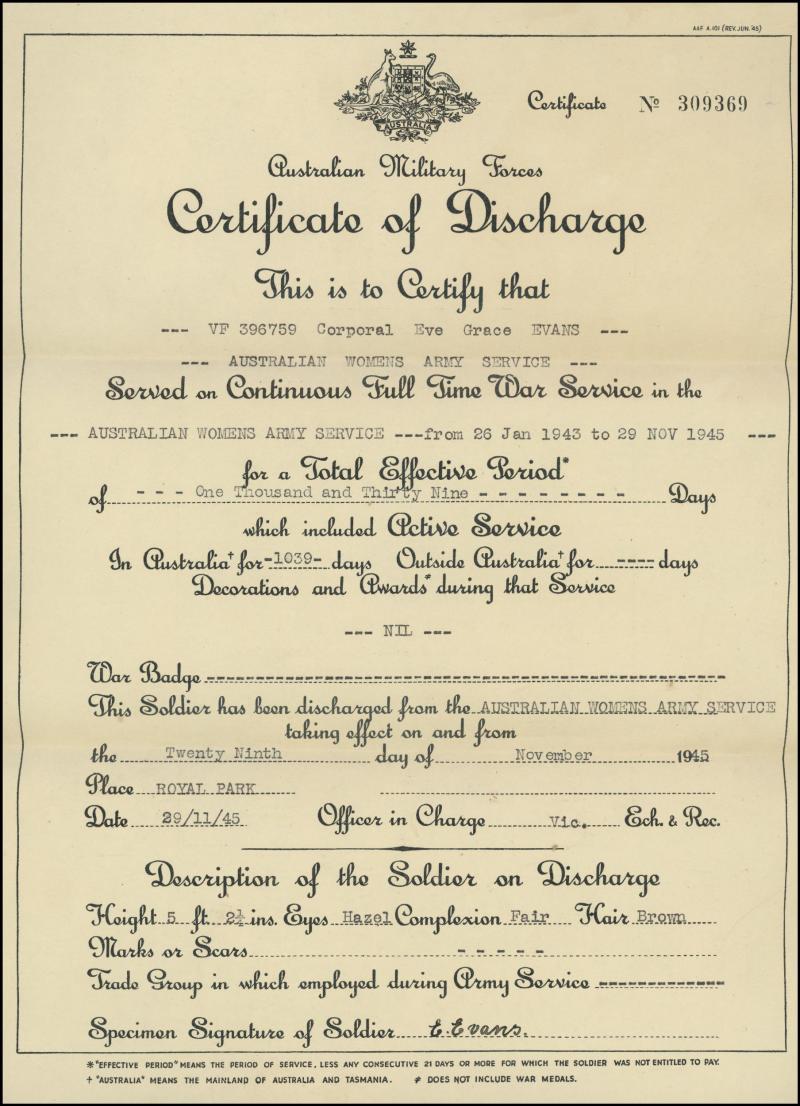 AAF A.101 (REV. JUN. '45)
AUSTRALIA
Certificate No 309369
Australian Military Forces
Certificate of Discharge
This is to Certify that
--- VF 396759 Corporal Eve Grace EVANS ---
--- AUSTRALIAN WOMENS ARMY SERVICE ---
Served on Continuous Full Time War Service in the
--- AUSTRALIAN WOMENS ARMY SERVICE ---from 26 Jan 1943 to 29 NOV 1945 ---
for a Total Effective Period*
of - - - One Thousand and Thirty Nine - - - - - - - - Days
which included Active Service
In Australia† for -1039- days Outside Australia† for ---- days
Decorations and Awards≠ during that Service
--- NIL ---
War Badge
This Soldier has been discharged from the AUSTRALIAN WOMENS ARMY SERVICE
taking effect on and from
the Twenty Ninth day of November 1945
Place ROYAL PARK
Date 29/11/45 Officer in Charge Vic. Ech. & Rec.
Description of the Soldier on Discharge
Height 5 ft. 2½ ins. Eyes Hazel Complexion Fair Hair Brown
Marks or Scars - - - - -
Trade Group in which employed during Army Service -------------
Specimen Signature of Soldier E Evans.
* "EFFECTIVE PERIOD" MEANS THE PERIOD OF SERVICE, LESS ANY CONSECUTIVE 21 DAYS OR MORE FOR WHICH THE SOLDIER WAS NOT ENTITLED TO PAY.
† "AUSTRALIA" MEANS THE MAINLAND OF AUSTRALIA AND TASMANIA. ≠ DOES NOT INCLUDE WAR MEDALS.